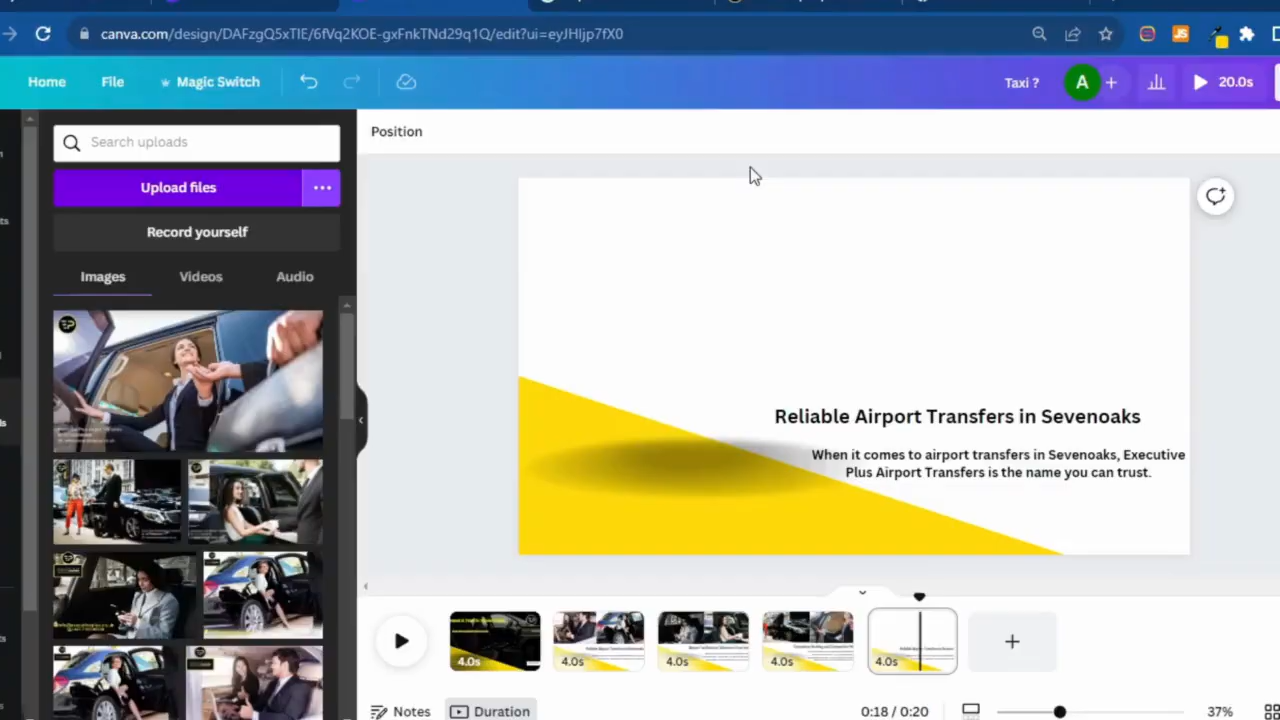 canva.com/design/DAFzgQ5xTlE/6fVq2KOE-gxFnkTNd29q1Q/edit?ui=eyJHIjp7fX0
Home File Magic Switch Taxi ? A 20.0s
Search uploads
Position
Upload files
Record yourself
Images Videos Audio
Reliable Airport Transfers in Sevenoaks
When it comes to airport transfers in Sevenoaks, Executive
Plus Airport Transfers is the name you can trust.
4.0s 4.0s 4.0s 4.0s 4.0s
Notes Duration 0:18 / 0:20 37%